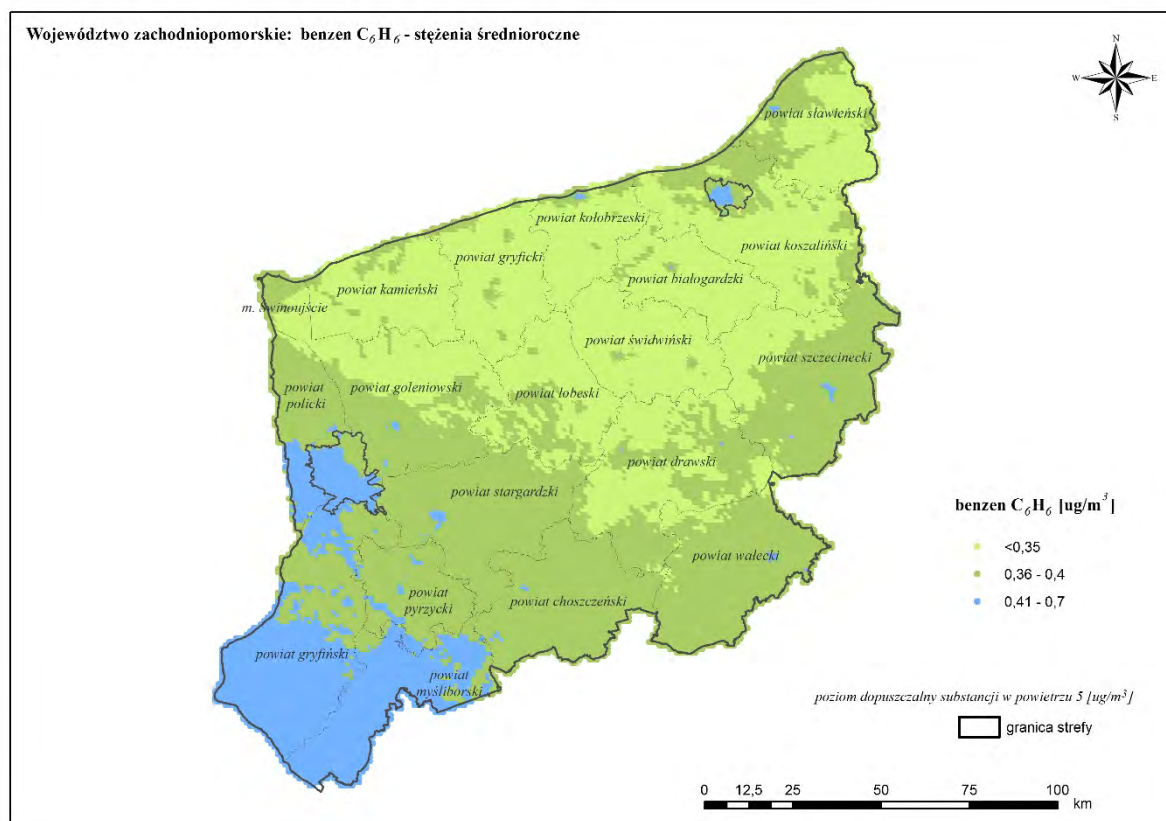 Województwo zachodniopomorskie: benzen C6H6 - stężenia średnioroczne
N
W E
S
powiat sławieński
powiat kołobrzeski
powiat koszaliński
powiat gryficki
powiat białogardzki
powiat kamieński
m. Świnoujście
powiat świdwiński
powiat szczecinecki
powiat
policki
powiat goleniowski
powiat łobeski
powiat drawski
powiat stargardzki
powiat wałecki
powiat
pyrzycki
powiat choszczeński
powiat gryfiński
powiat
myśliborski
benzen C6H6 [ug/m3]
<0,35
0,36 - 0,4
0,41 - 0,7
poziom dopuszczalny substancji w powietrzu 5 [ug/m3]
granica strefy
0 12,5 25 50 75 100
km